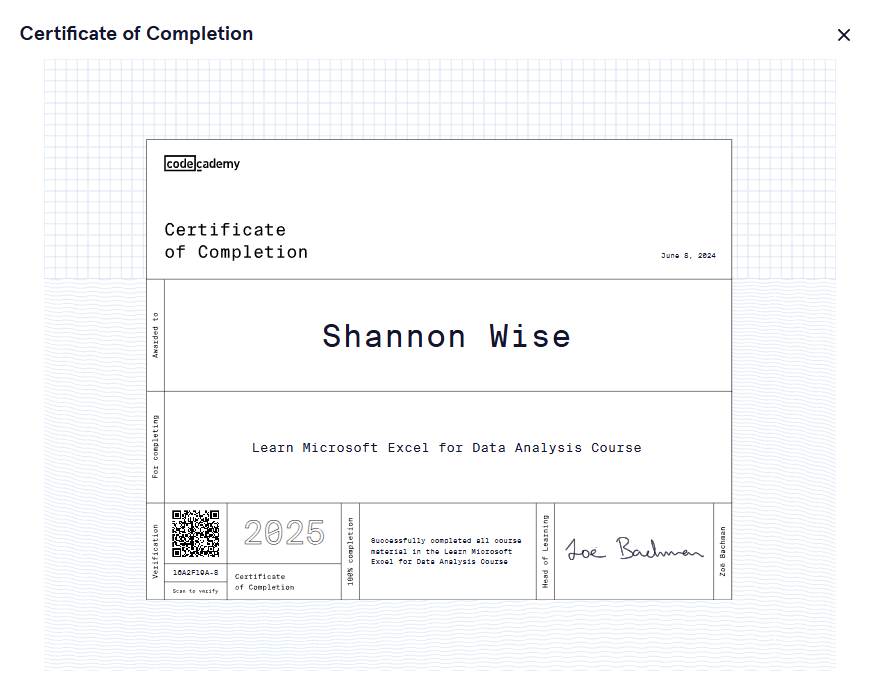 Certificate of Completion
codecademy
Certificate
of Completion
June 8, 2024
Awarded to
Shannon Wise
For completing
Learn Microsoft Excel for Data Analysis Course
Verification
16A2F19A-8
Scan to verify
2025
Certificate
of Completion
100% completion
Successfully completed all course
material in the Learn Microsoft
Excel for Data Analysis Course
Head of Learning
Zoe Bachman
Zoë Bachman